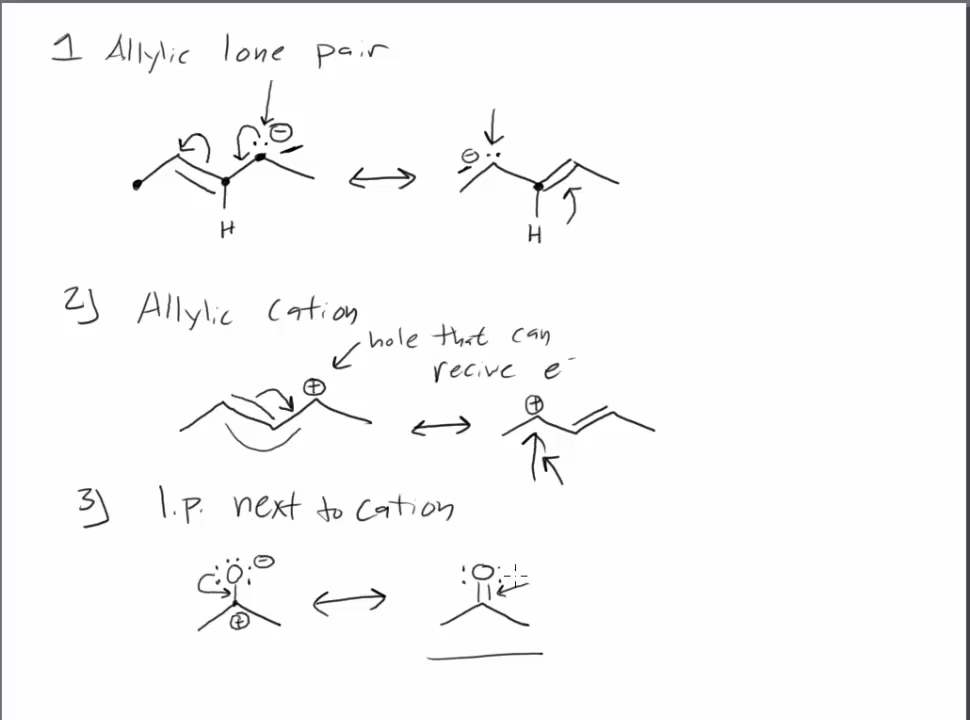 1 Allylic lone pair
⊖
⊖
H
H
2) Allylic cation
hole that can
recive e⁻
⊕
⊕
3) l.p. next to cation
:Ö: ⊖
:O:
⊕